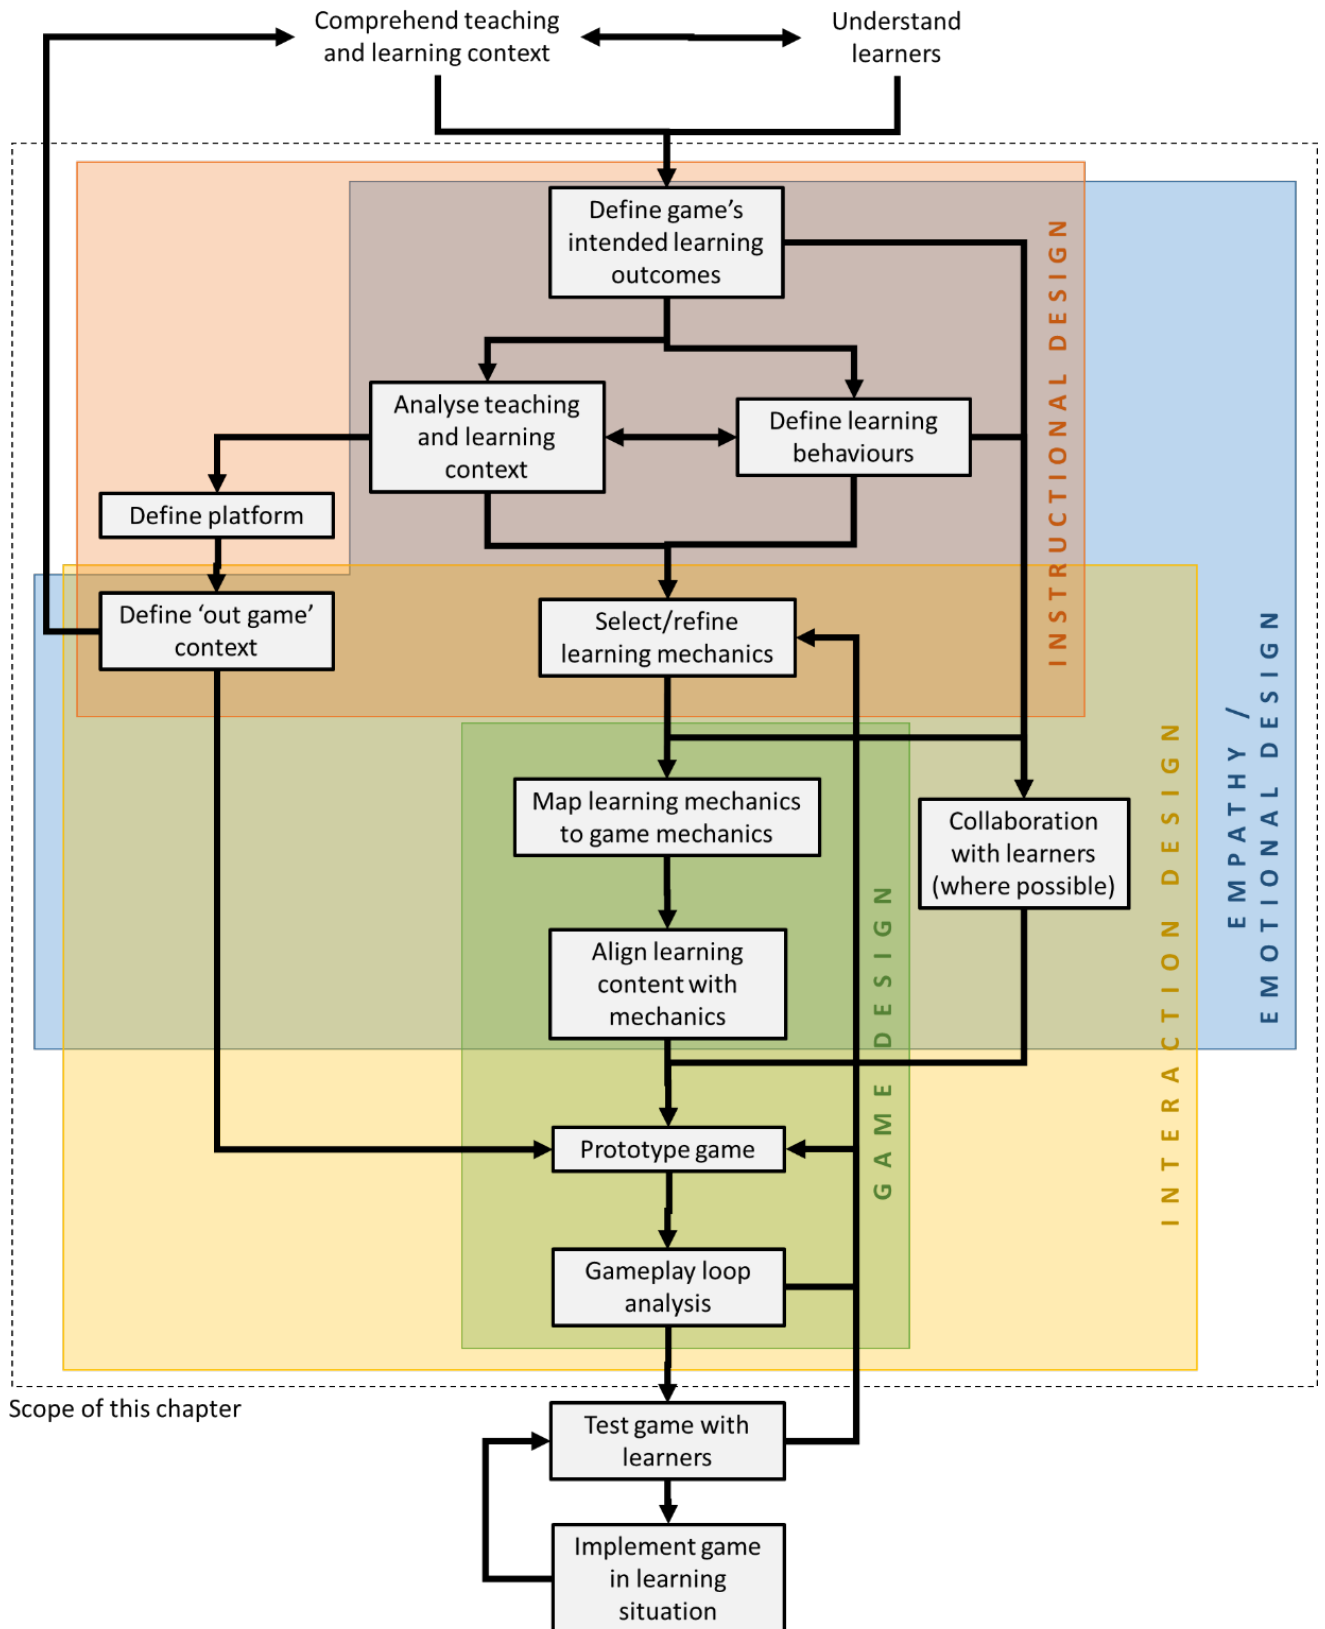 Comprehend teaching
and learning context
Understand
learners
Define game's
intended learning
outcomes
INSTRUCTIONAL DESIGN
Analyse teaching
and learning
context
Define learning
behaviours
Define platform
Define ‘out game’
context
Select/refine
learning mechanics
EMPATHY /
EMOTIONAL DESIGN
INTERACTION DESIGN
Map learning mechanics
to game mechanics
Collaboration
with learners
(where possible)
GAME DESIGN
Align learning
content with
mechanics
Prototype game
Gameplay loop
analysis
Scope of this chapter
Test game with
learners
Implement game
in learning
situation